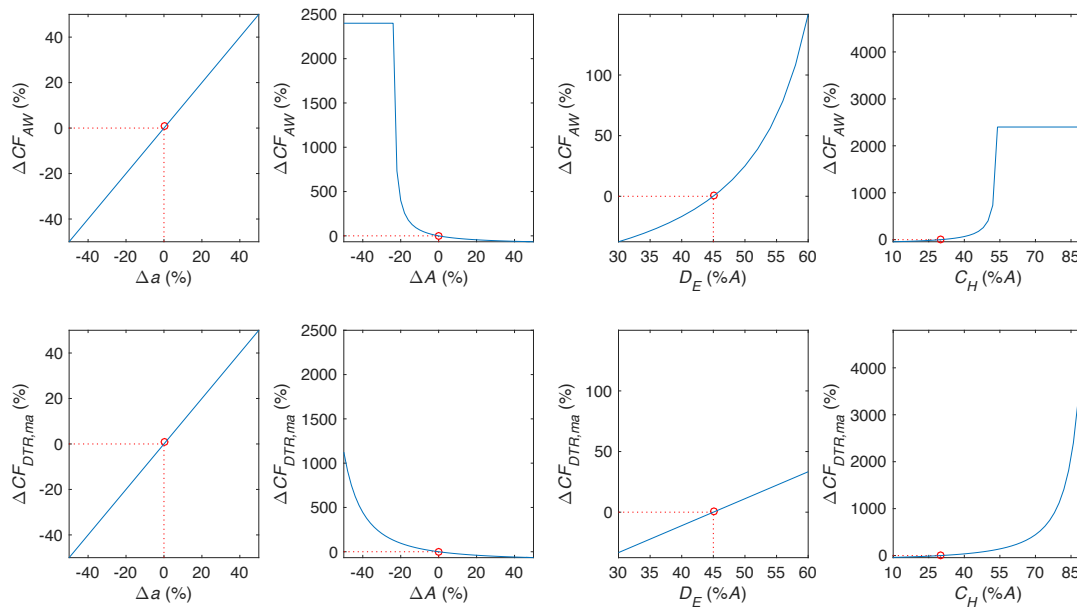 40
20
0
-20
-40
ΔCF_AW (%)
-40 -20 0 20 40
Δa (%)
2500
2000
1500
1000
500
0
ΔCF_AW (%)
-40 -20 0 20 40
ΔA (%)
100
50
0
ΔCF_AW (%)
30 35 40 45 50 55 60
D_E (%A)
4000
3000
2000
1000
0
ΔCF_AW (%)
10 25 40 55 70 85
C_H (%A)
40
20
0
-20
-40
ΔCF_DTR,ma (%)
-40 -20 0 20 40
Δa (%)
2500
2000
1500
1000
500
0
ΔCF_DTR,ma (%)
-40 -20 0 20 40
ΔA (%)
100
50
0
ΔCF_DTR,ma (%)
30 35 40 45 50 55 60
D_E (%A)
4000
3000
2000
1000
0
ΔCF_DTR,ma (%)
10 25 40 55 70 85
C_H (%A)